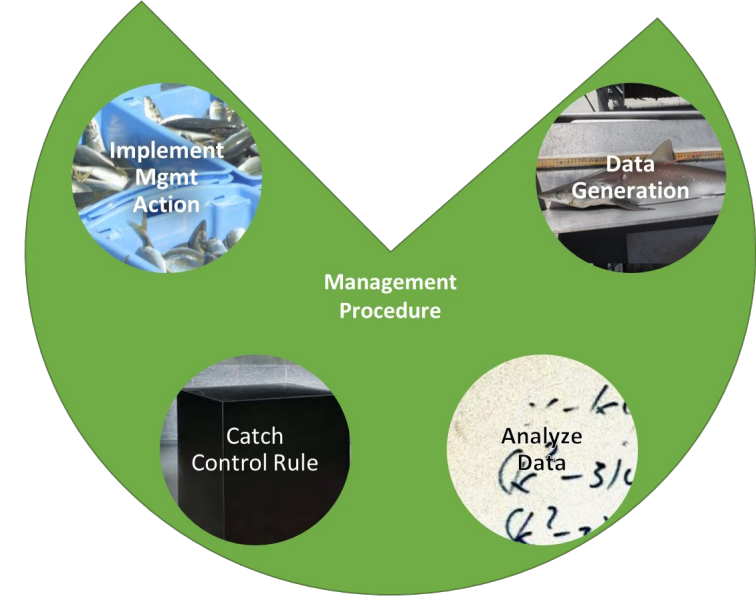 Implement
Mgmt
Action
Data
Generation
Management
Procedure
Catch
Control Rule
Analyze
Data